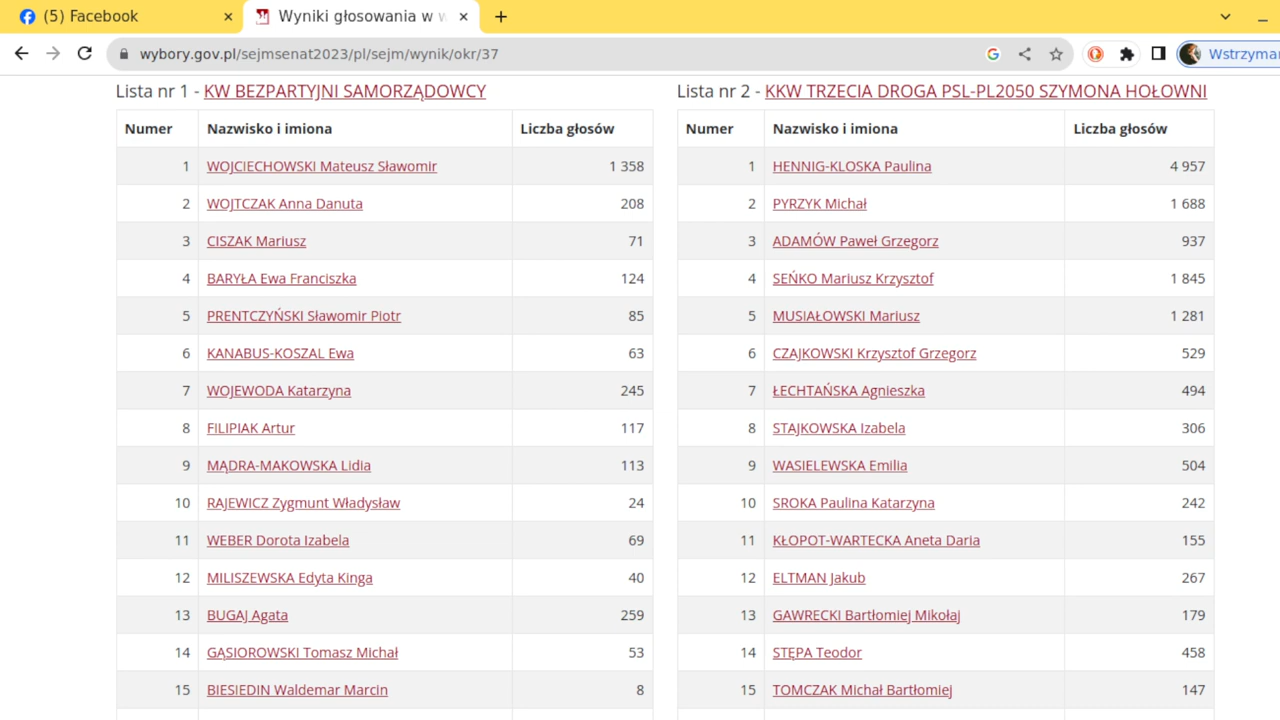 (5) Facebook
Wyniki głosowania w w
wybory.gov.pl/sejmsenat2023/pl/sejm/wynik/okr/37
Wstrzyman
Lista nr 1 - KW BEZPARTYJNI SAMORZĄDOWCY
Numer Nazwisko i imiona Liczba głosów
1 WOJCIECHOWSKI Mateusz Sławomir 1 358
2 WOJTCZAK Anna Danuta 208
3 CISZAK Mariusz 71
4 BARYŁA Ewa Franciszka 124
5 PRENTCZYŃSKI Sławomir Piotr 85
6 KANABUS-KOSZAL Ewa 63
7 WOJEWODA Katarzyna 245
8 FILIPIAK Artur 117
9 MĄDRA-MAKOWSKA Lidia 113
10 RAJEWICZ Zygmunt Władysław 24
11 WEBER Dorota Izabela 69
12 MILISZEWSKA Edyta Kinga 40
13 BUGAJ Agata 259
14 GĄSIOROWSKI Tomasz Michał 53
15 BIESIEDIN Waldemar Marcin 8
Lista nr 2 - KKW TRZECIA DROGA PSL-PL2050 SZYMONA HOŁOWNI
Numer Nazwisko i imiona Liczba głosów
1 HENNIG-KLOSKA Paulina 4 957
2 PYRZYK Michał 1 688
3 ADAMÓW Paweł Grzegorz 937
4 SEŃKO Mariusz Krzysztof 1 845
5 MUSIAŁOWSKI Mariusz 1 281
6 CZAJKOWSKI Krzysztof Grzegorz 529
7 ŁECHTAŃSKA Agnieszka 494
8 STAJKOWSKA Izabela 306
9 WASIELEWSKA Emilia 504
10 SROKA Paulina Katarzyna 242
11 KŁOPOT-WARTECKA Aneta Daria 155
12 ELTMAN Jakub 267
13 GAWRECKI Bartłomiej Mikołaj 179
14 STĘPA Teodor 458
15 TOMCZAK Michał Bartłomiej 147